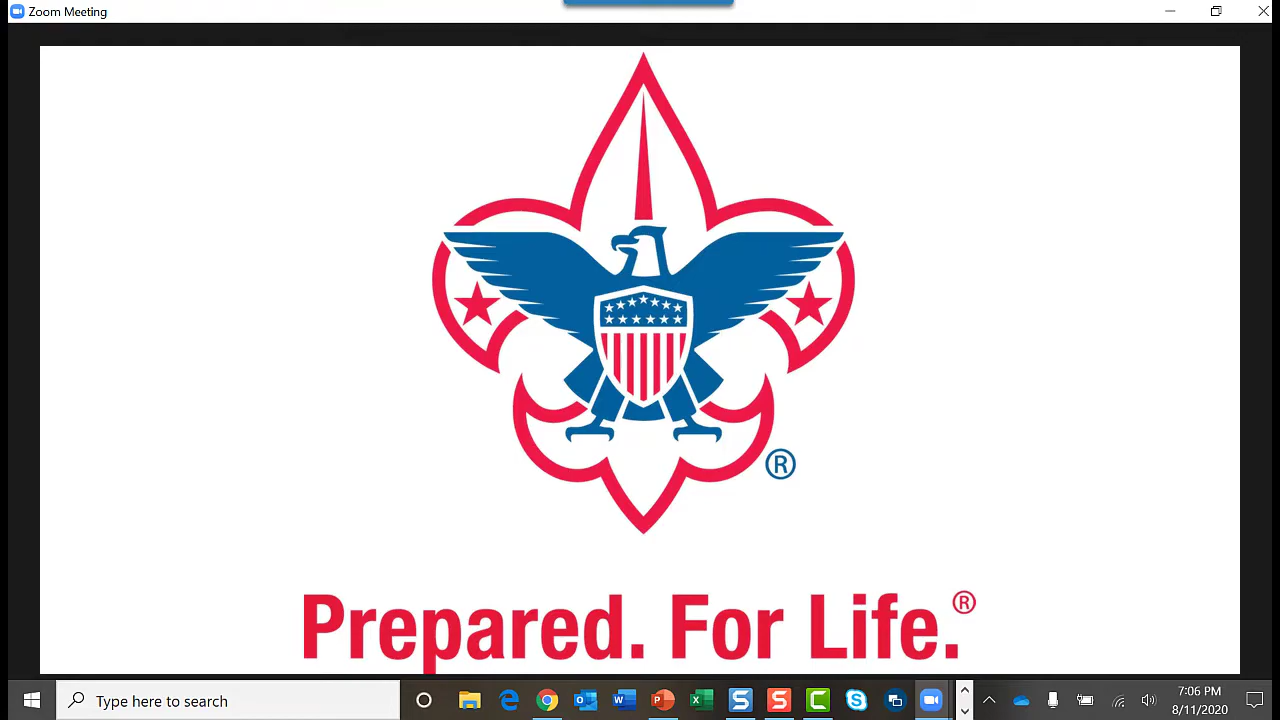 Zoom Meeting
®
Prepared. For Life.®
Type here to search
7:06 PM
8/11/2020